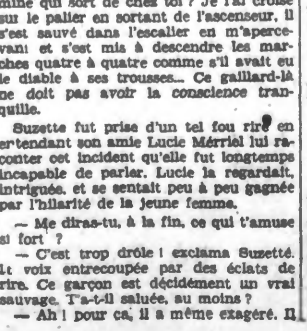 mine qui sort de chez toi ? Je l'ai croisé
sur le palier en sortant de l'ascenseur, il
s'est sauvé dans l'escalier en m'aperce-
vant et s'est mis à descendre les mar-
ches quatre à quatre comme s'il avait eu
le diable à ses trousses... Ce gaillard-là
ne doit pas avoir la conscience tran-
quille.
Suzette fut prise d'un tel fou rire en
entendant son amie Lucie Mérriel lui ra-
conter cet incident qu'elle fut longtemps
incapable de parler. Lucie la regardait,
intriguée, et se sentait peu à peu gagnée
par l'hilarité de la jeune femme.
— Me diras-tu, à la fin, ce qui t'amuse
si fort ?
— C'est trop drôle ! exclama Suzetté.
voix entrecoupée par des éclats de
rire. Ce garçon est décidément un vrai
sauvage. T'a-t-il saluée, au moins ?
— Ah ! pour ça, il a même exagéré. Il